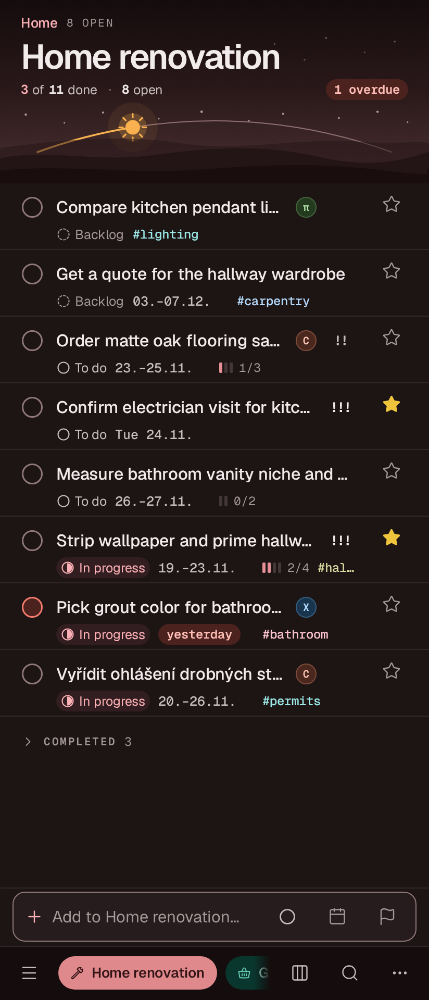 Home 8 OPEN
Home renovation
3 of 11 done · 8 open 1 overdue
Compare kitchen pendant li… π
Backlog #lighting
Get a quote for the hallway wardrobe
Backlog 03.–07.12. #carpentry
Order matte oak flooring sa… C !!
To do 23.–25.11. 1/3
Confirm electrician visit for kitc… !!!
To do Tue 24.11.
Measure bathroom vanity niche and …
To do 26.–27.11. 0/2
Strip wallpaper and prime hallw… !!!
In progress 19.–23.11. 2/4 #hal…
Pick grout color for bathroo… X
In progress yesterday #bathroom
Vyřídit ohlášení drobných st… C
In progress 20.–26.11. #permits
COMPLETED 3
Add to Home renovation…
Home renovation G